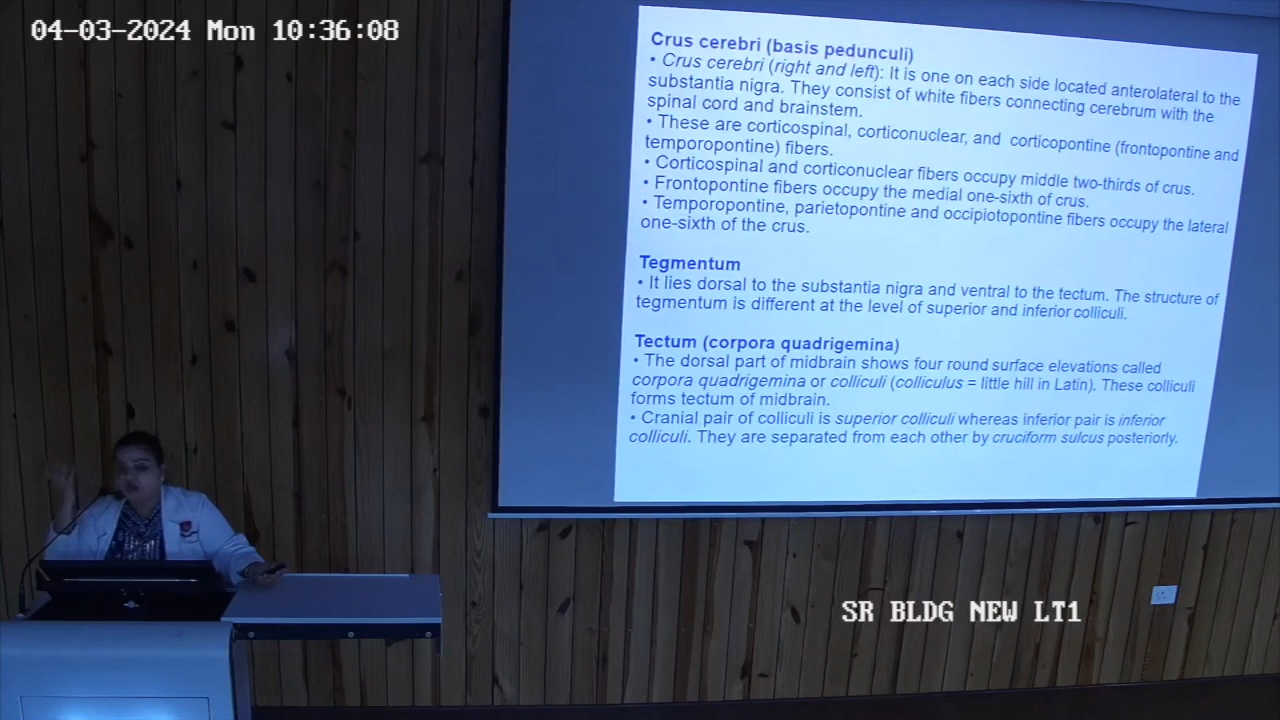 04-03-2024 Mon 10:36:08
Crus cerebri (basis pedunculi)
• Crus cerebri (right and left): It is one on each side located anterolateral to the
substantia nigra. They consist of white fibers connecting cerebrum with the
spinal cord and brainstem.
• These are corticospinal, corticonuclear, and corticopontine (frontopontine and
temporopontine) fibers.
• Corticospinal and corticonuclear fibers occupy middle two-thirds of crus.
• Frontopontine fibers occupy the medial one-sixth of crus.
• Temporopontine, parietopontine and occipiotopontine fibers occupy the lateral
one-sixth of the crus.
Tegmentum
• It lies dorsal to the substantia nigra and ventral to the tectum. The structure of
tegmentum is different at the level of superior and inferior colliculi.
Tectum (corpora quadrigemina)
• The dorsal part of midbrain shows four round surface elevations called
corpora quadrigemina or colliculi (colliculus = little hill in Latin). These colliculi
forms tectum of midbrain.
• Cranial pair of colliculi is superior colliculi whereas inferior pair is inferior
colliculi. They are separated from each other by cruciform sulcus posteriorly.
SR BLDG NEW LT1